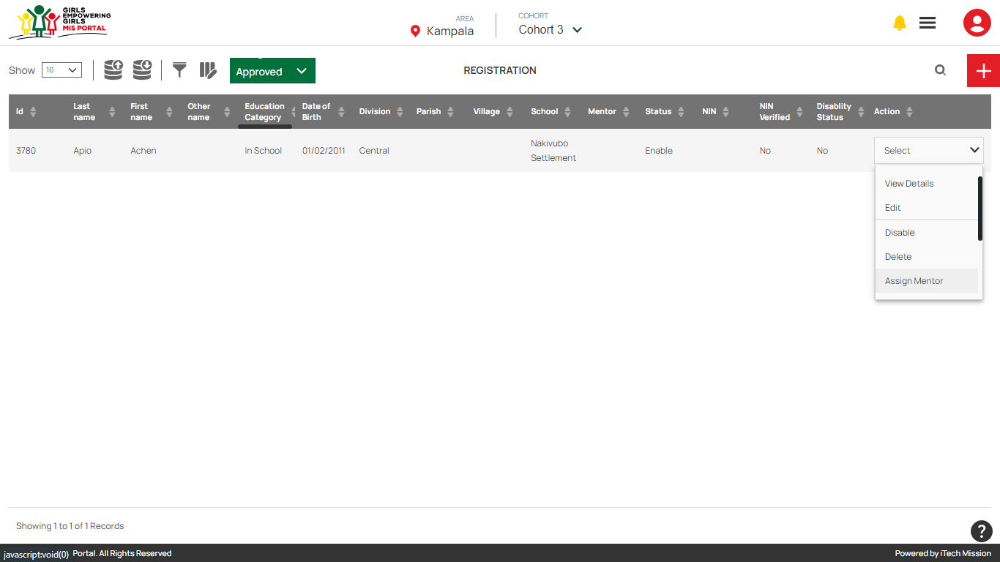 GIRLS
EMPOWERING
GIRLS
MIS PORTAL
AREA
Kampala
COHORT
Cohort 3
Show 10
Approved
REGISTRATION
Id Last name First name Other name Education Category Date of Birth Division Parish Village School Mentor Status NIN NIN Verified Disablity Status Action
3780 Apio Achen In School 01/02/2011 Central Nakivubo Settlement Enable No No Select
View Details
Edit
Disable
Delete
Assign Mentor
Showing 1 to 1 of 1 Records
?
javascript:void(0) Portal. All Rights Reserved Powered by iTech Mission